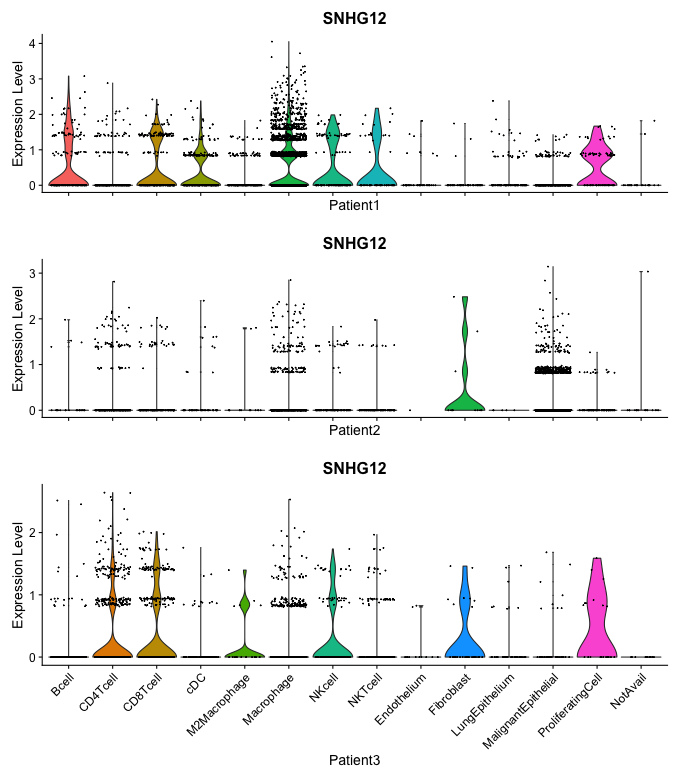 SNHG12
Expression Level
4
3
2
1
0
Patient1
SNHG12
Expression Level
3
2
1
0
Patient2
SNHG12
Expression Level
2
1
0
Bcell
CD4Tcell
CD8Tcell
cDC
M2Macrophage
Macrophage
NKcell
NKTcell
Endothelium
Fibroblast
LungEpithelium
MalignantEpithelial
ProliferatingCell
NotAvail
Patient3